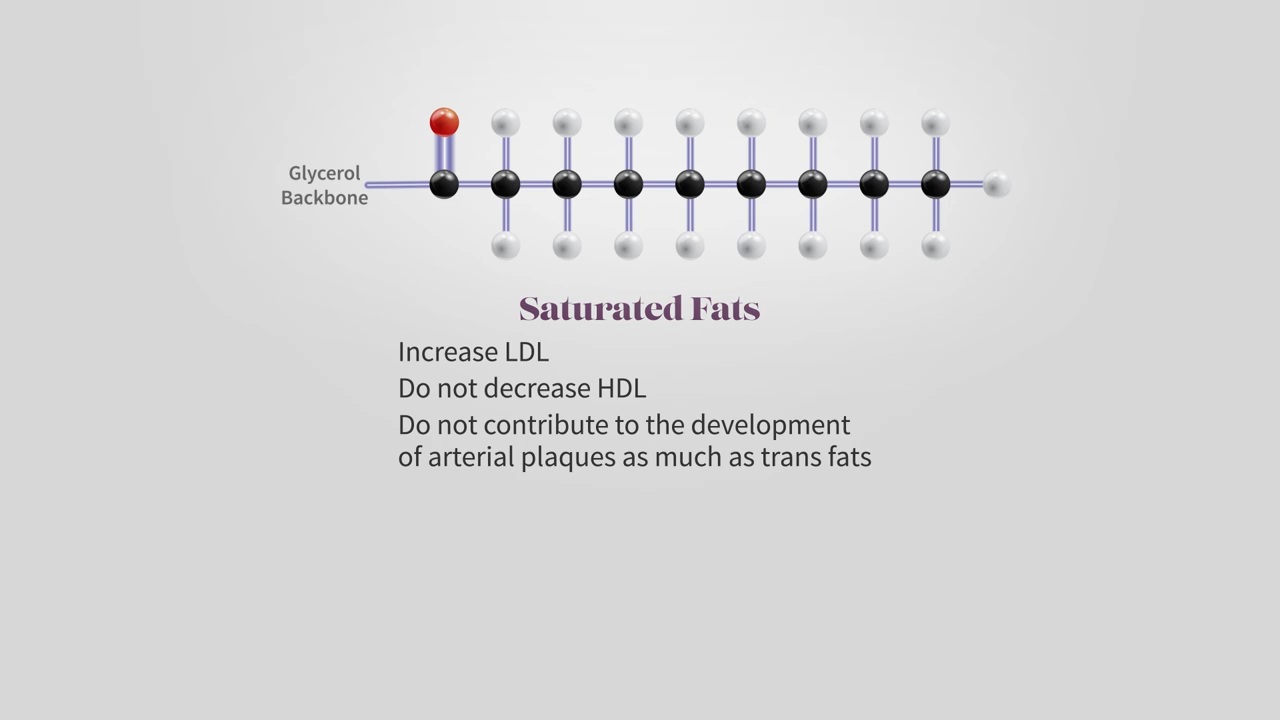 Glycerol
Backbone
Saturated Fats
Increase LDL
Do not decrease HDL
Do not contribute to the development
of arterial plaques as much as trans fats